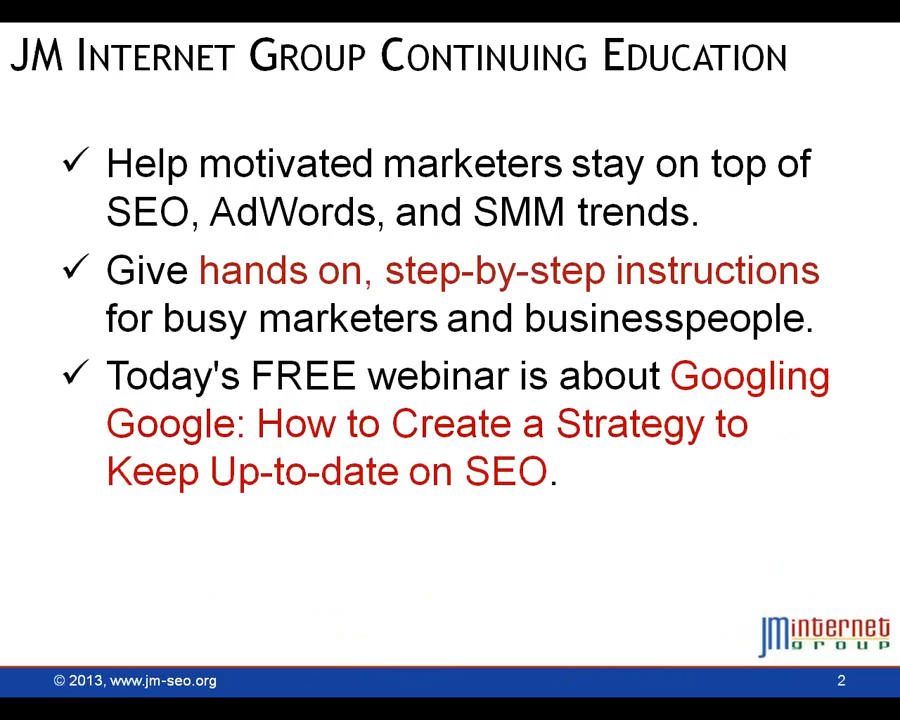 JM Internet Group Continuing Education
✓ Help motivated marketers stay on top of
SEO, AdWords, and SMM trends.
✓ Give hands on, step-by-step instructions
for busy marketers and businesspeople.
✓ Today's FREE webinar is about Googling
Google: How to Create a Strategy to
Keep Up-to-date on SEO.
JMinternet
group
© 2013, www.jm-seo.org
2